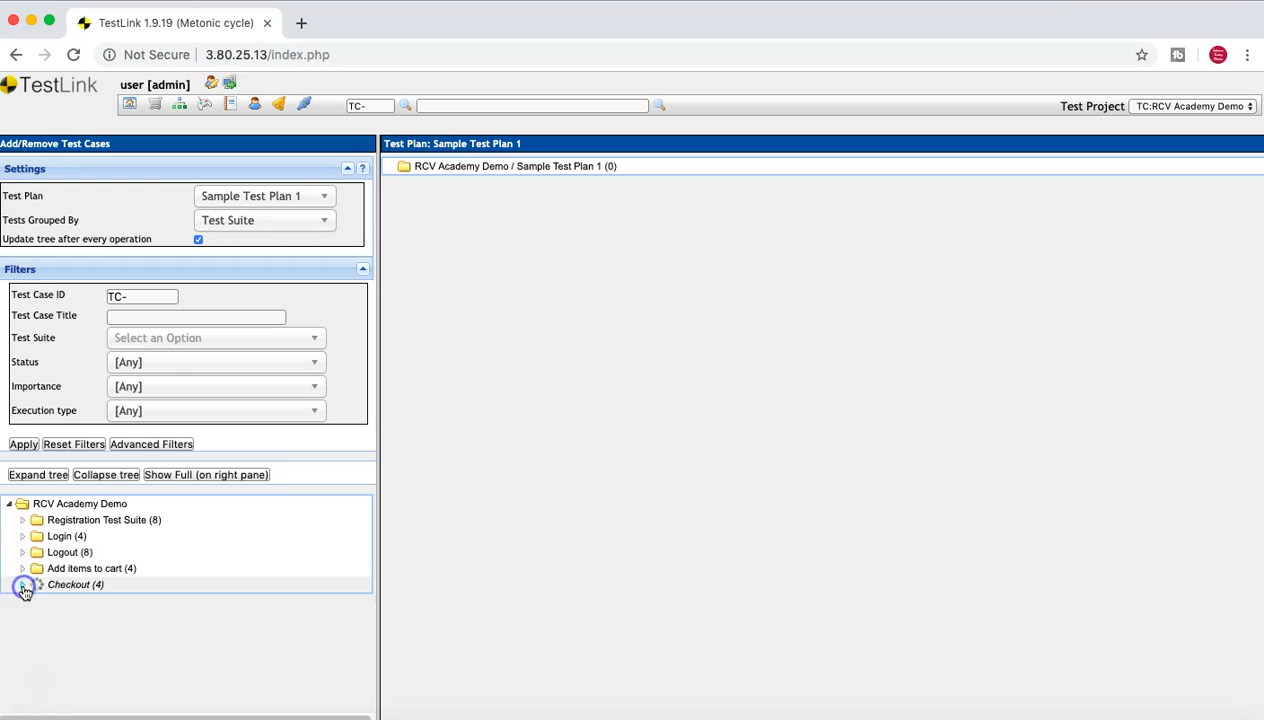 TestLink 1.9.19 (Metonic cycle)
Not Secure 3.80.25.13/index.php
TestLink
user [admin]
TC-
Test Project TC:RCV Academy Demo
Add/Remove Test Cases
Test Plan: Sample Test Plan 1
Settings ?
RCV Academy Demo / Sample Test Plan 1 (0)
Test Plan Sample Test Plan 1
Tests Grouped By Test Suite
Update tree after every operation
Filters
Test Case ID TC-
Test Case Title
Test Suite Select an Option
Status [Any]
Importance [Any]
Execution type [Any]
Apply Reset Filters Advanced Filters
Expand tree Collapse tree Show Full (on right pane)
RCV Academy Demo
Registration Test Suite (8)
Login (4)
Logout (8)
Add items to cart (4)
Checkout (4)